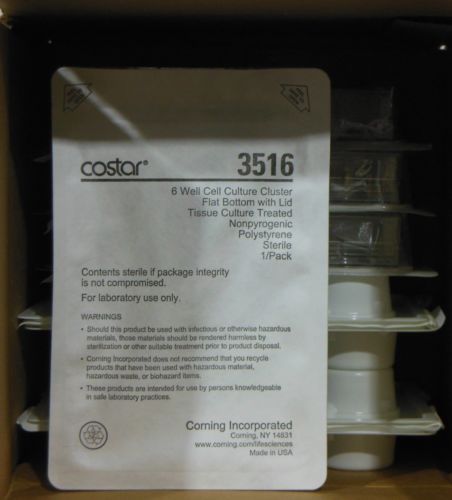 costar® 3516
6 Well Cell Culture Cluster
Flat Bottom with Lid
Tissue Culture Treated
Nonpyrogenic
Polystyrene
Sterile
1/Pack
Contents sterile if package integrity
is not compromised.
For laboratory use only.
WARNINGS
• Should this product be used with infectious or otherwise hazardous
materials, those materials should be rendered harmless by
sterilization or other suitable treatment prior to product disposal.
• Corning Incorporated does not recommend that you recycle
products that have been used with hazardous material,
hazardous waste, or biohazard items.
• These products are intended for use by persons knowledgeable
in safe laboratory practices.
Corning Incorporated
Corning, NY 14831
www.corning.com/lifesciences
Made in USA